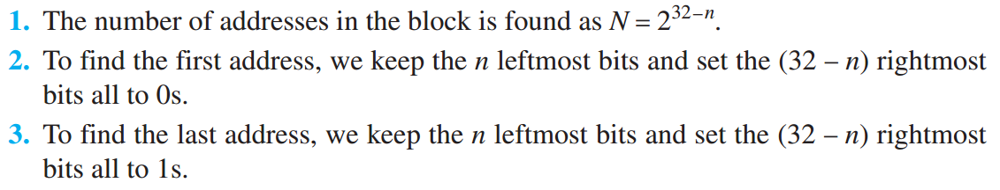 1. The number of addresses in the block is found as N = 2³²⁻ⁿ.
2. To find the first address, we keep the n leftmost bits and set the (32 – n) rightmost
bits all to 0s.
3. To find the last address, we keep the n leftmost bits and set the (32 – n) rightmost
bits all to 1s.